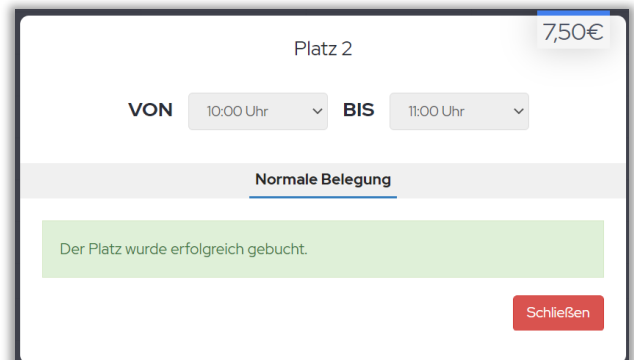 7,50€
Platz 2
VON 10:00 Uhr BIS 11:00 Uhr
Normale Belegung
Der Platz wurde erfolgreich gebucht.
Schließen